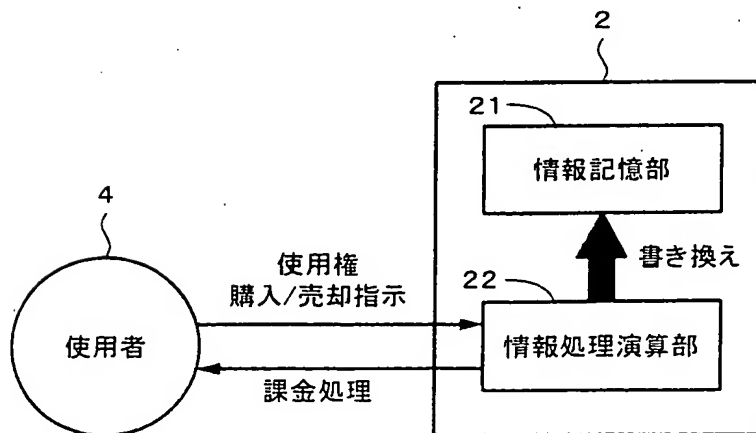 2
21
情報記憶部
4
書き換え
使用権
購入/売却指示
22
使用者
情報処理演算部
課金処理